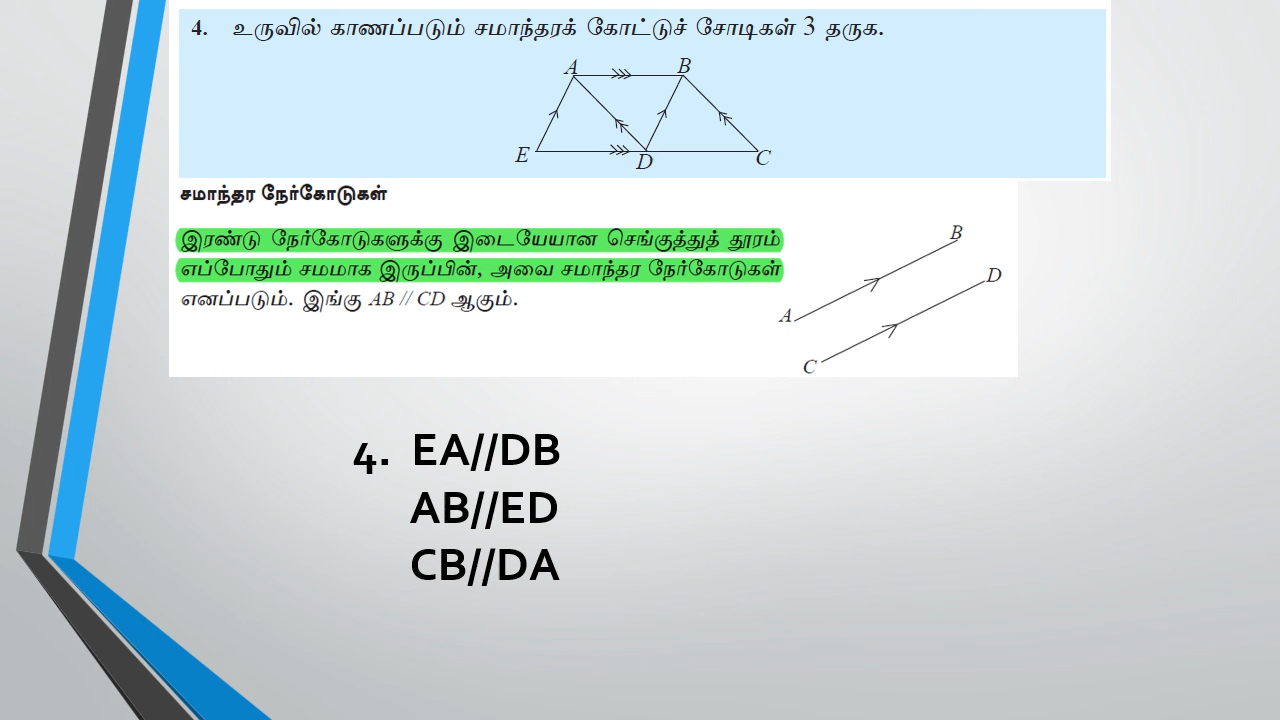 4. உருவில் காணப்படும் சமாந்தரக் கோட்டுச் சோடிகள் 3 தருக.
A B
E D C
சமாந்தர நேர்கோடுகள்
இரண்டு நேர்கோடுகளுக்கு இடையேயான செங்குத்துத் தூரம்
எப்போதும் சமமாக இருப்பின், அவை சமாந்தர நேர்கோடுகள்
எனப்படும். இங்கு AB // CD ஆகும்.
B
D
A
C
4. EA//DB
AB//ED
CB//DA